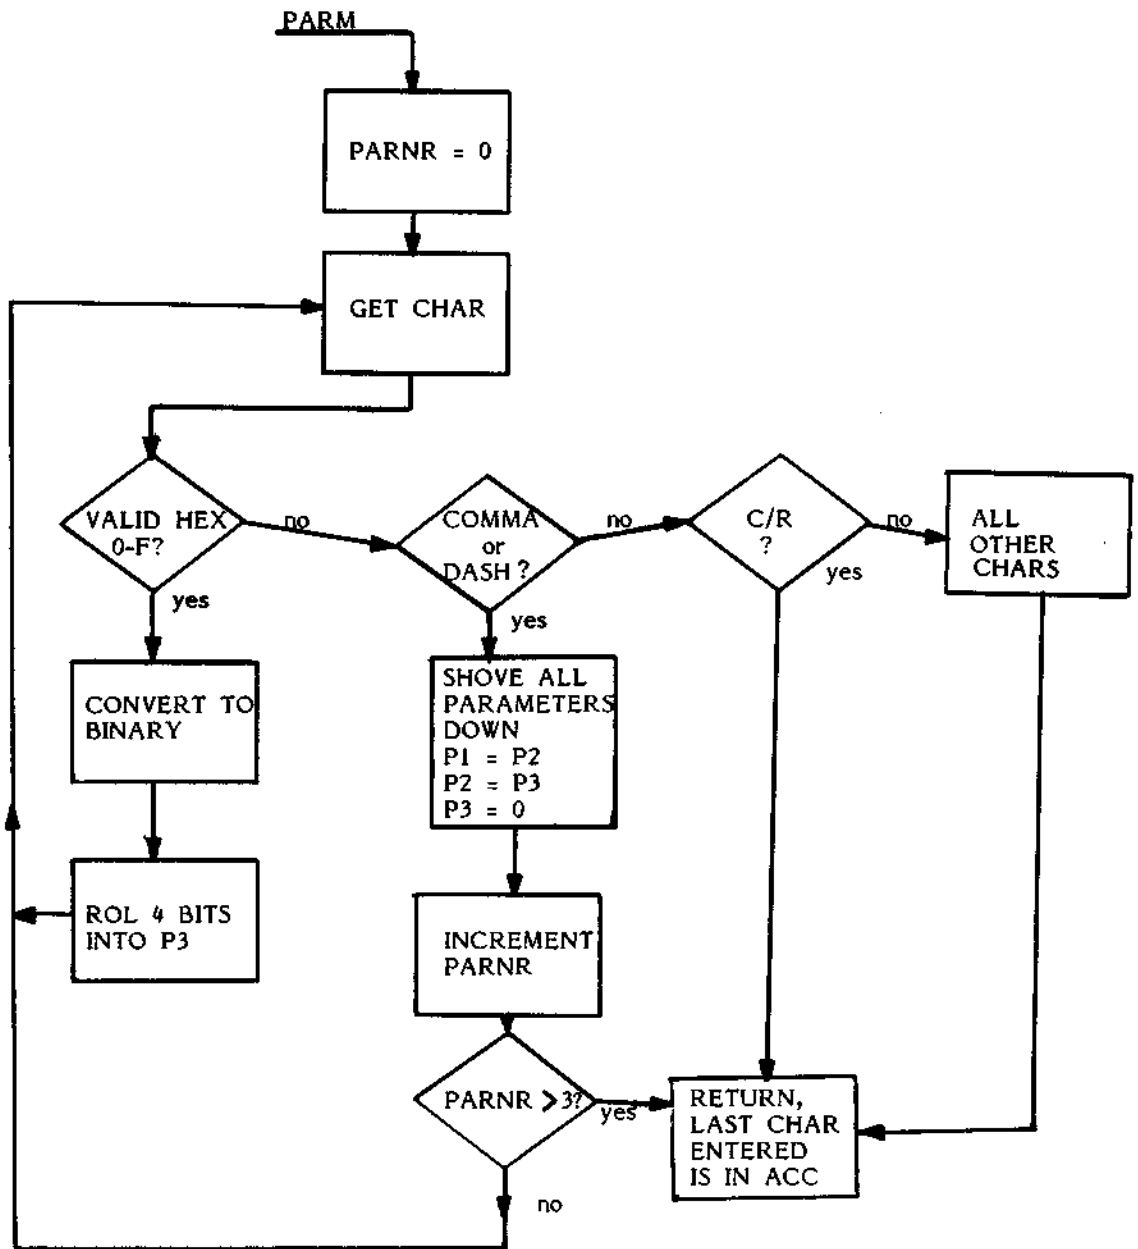 PARM
PARNR = 0
GET CHAR
VALID HEX
0-F?
no
yes
COMMA
or
DASH ?
no
yes
C/R
?
no
yes
ALL
OTHER
CHARS
CONVERT TO
BINARY
SHOVE ALL
PARAMETERS
DOWN
P1 = P2
P2 = P3
P3 = 0
ROL 4 BITS
INTO P3
INCREMENT
PARNR
PARNR > 3?
yes
no
RETURN,
LAST CHAR
ENTERED
IS IN ACC